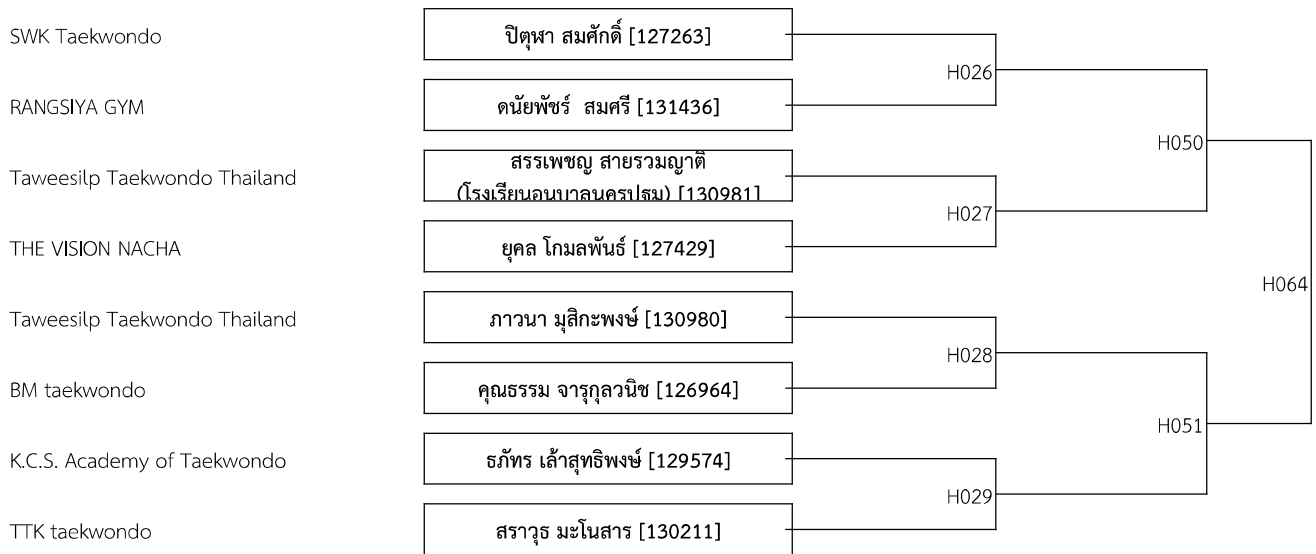 SWK Taekwondo
ปิตุฬา สมศักดิ์ [127263]
H026
RANGSIYA GYM
ดนัยพัชร์ สมศรี [131436]
H050
Taweesilp Taekwondo Thailand
สรรเพชญ สายรวมญาติ
(โรงเรียนอนุบาลนครปฐม) [130981]
H027
THE VISION NACHA
ยุคล โกมลพันธ์ [127429]
H064
Taweesilp Taekwondo Thailand
ภาวนา มุสิกะพงษ์ [130980]
H028
BM taekwondo
คุณธรรม จารุกุลวนิช [126964]
H051
K.C.S. Academy of Taekwondo
ธภัทร เล้าสุทธิพงษ์ [129574]
H029
TTK taekwondo
สราวุธ มะโนสาร [130211]